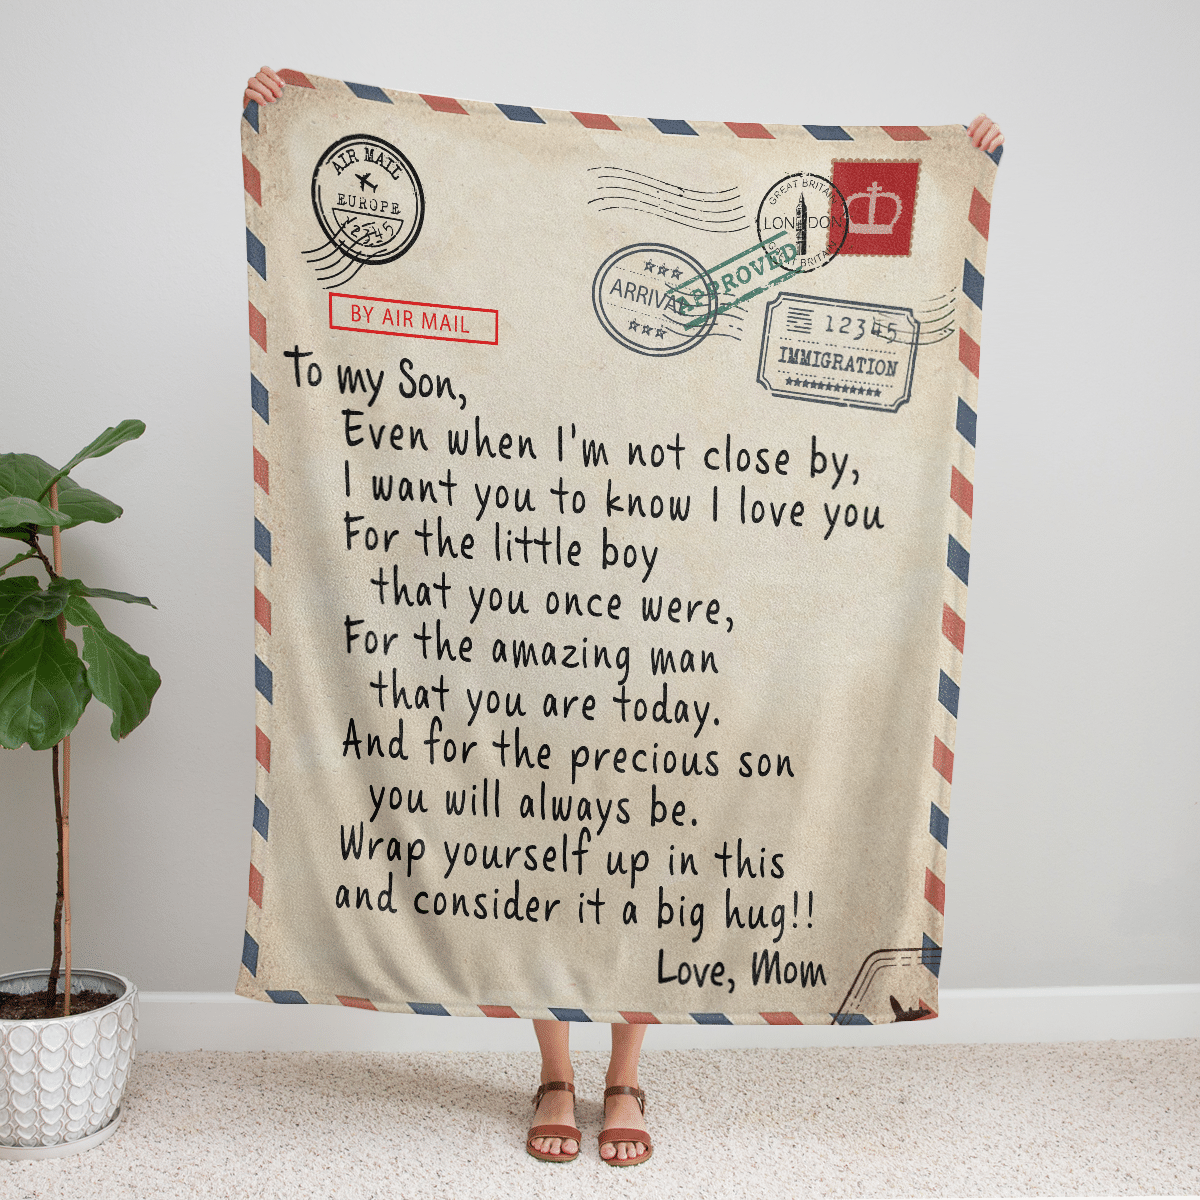 AIR MAIL
EUROPE
12345
GREAT BRITAIN
LONDON
GREAT BRITAIN
APPROVED
ARRIVAL
BY AIR MAIL
12345
IMMIGRATION
To my Son,
Even when I'm not close by,
I want you to know I love you
For the little boy
that you once were,
For the amazing man
that you are today.
And for the precious son
you will always be.
Wrap yourself up in this
and consider it a big hug!!
Love, Mom